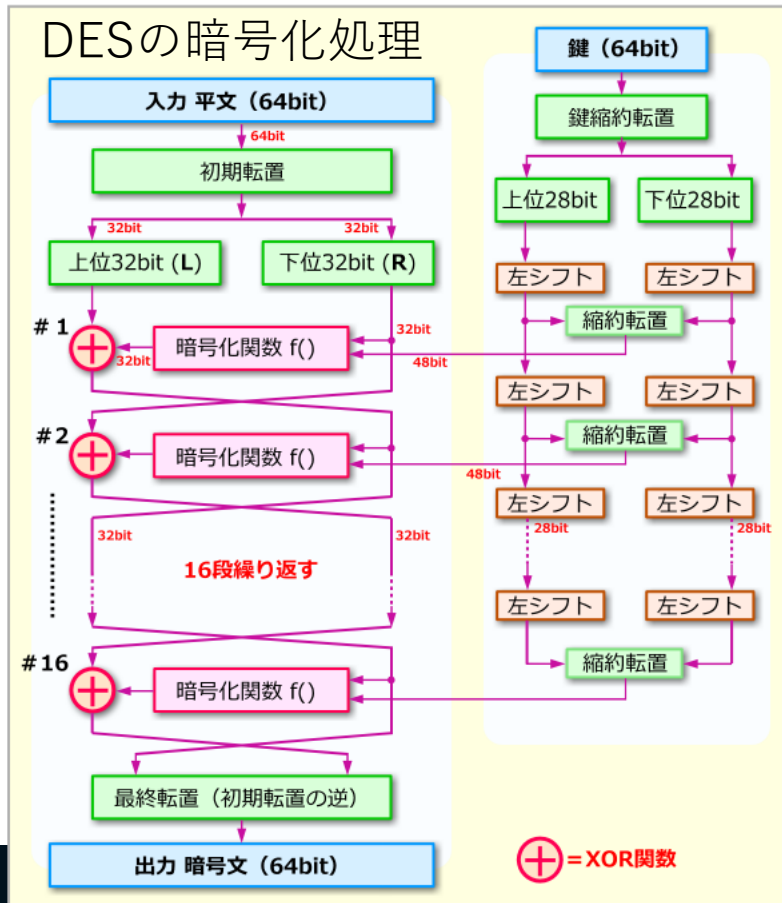 DESの暗号化処理
入力 平文（64bit）
64bit
初期転置
32bit
32bit
上位32bit (L)
下位32bit (R)
#1
32bit
暗号化関数 f()
32bit
48bit
#2
暗号化関数 f()
48bit
32bit
32bit
16段繰り返す
#16
暗号化関数 f()
最終転置（初期転置の逆）
出力 暗号文（64bit）
鍵（64bit）
鍵縮約転置
上位28bit
下位28bit
左シフト
左シフト
縮約転置
左シフト
左シフト
縮約転置
左シフト
左シフト
28bit
28bit
左シフト
左シフト
縮約転置
＝XOR関数